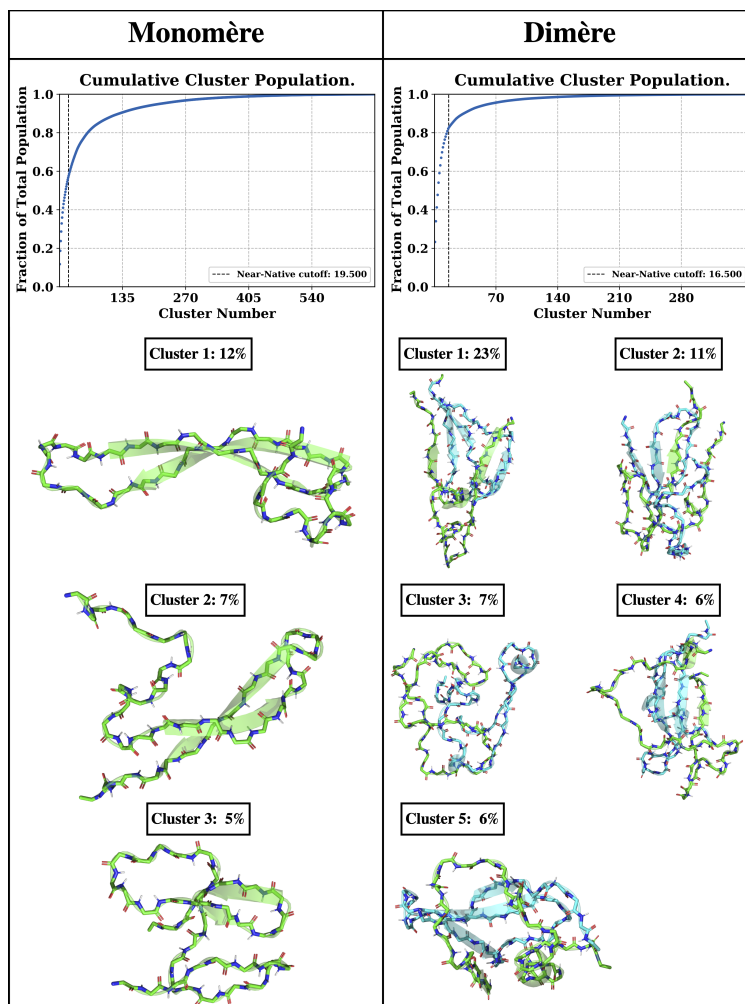 Monomère
Dimère
Cumulative Cluster Population.
Fraction of Total Population
1.0
0.8
0.6
0.4
0.2
0.0
135
270
405
540
Near-Native cutoff: 19.500
Cluster Number
Cumulative Cluster Population.
Fraction of Total Population
1.0
0.8
0.6
0.4
0.2
0.0
70
140
210
280
Near-Native cutoff: 16.500
Cluster Number
Cluster 1: 12%
Cluster 2: 7%
Cluster 3: 5%
Cluster 1: 23%
Cluster 2: 11%
Cluster 3: 7%
Cluster 4: 6%
Cluster 5: 6%